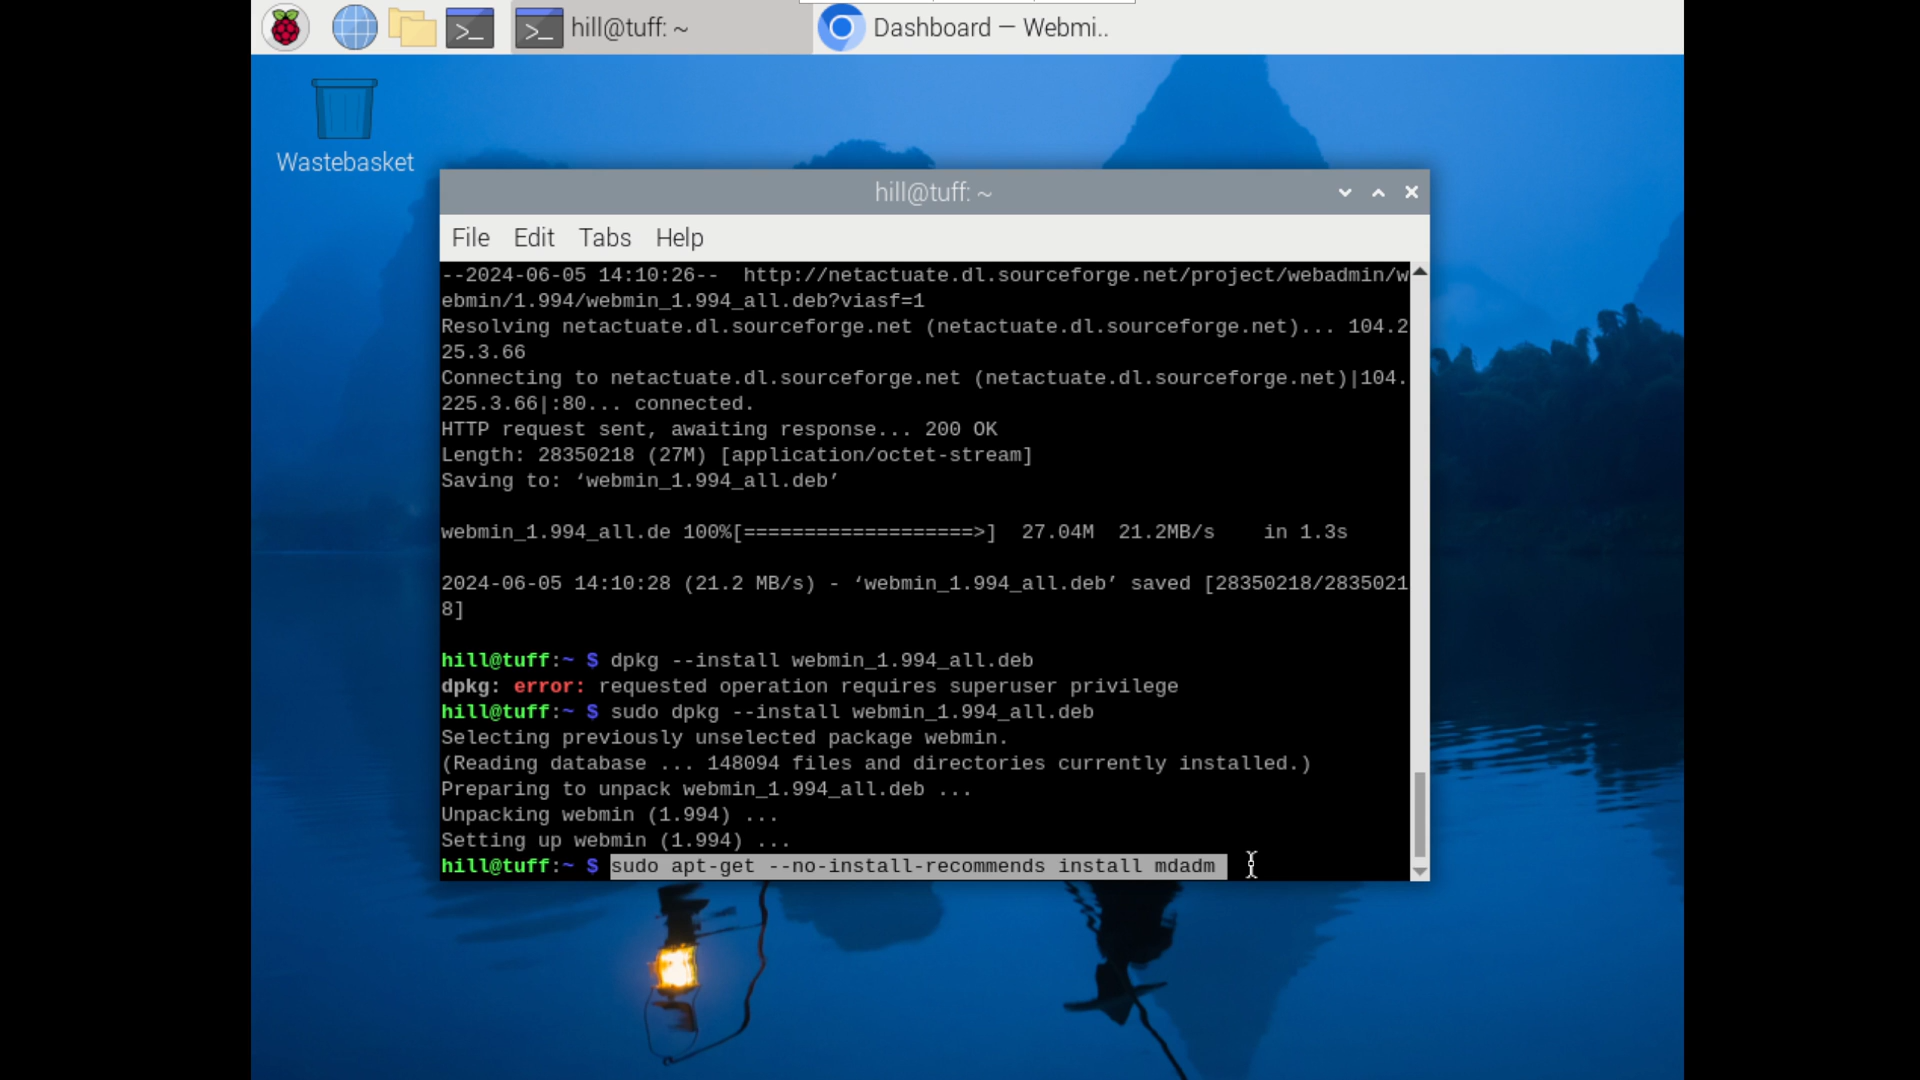 hill@tuff: ~
Dashboard — Webmi..
Wastebasket
hill@tuff: ~
File Edit Tabs Help
--2024-06-05 14:10:26--  http://netactuate.dl.sourceforge.net/project/webadmin/w
ebmin/1.994/webmin_1.994_all.deb?viasf=1
Resolving netactuate.dl.sourceforge.net (netactuate.dl.sourceforge.net)... 104.2
25.3.66
Connecting to netactuate.dl.sourceforge.net (netactuate.dl.sourceforge.net)|104.
225.3.66|:80... connected.
HTTP request sent, awaiting response... 200 OK
Length: 28350218 (27M) [application/octet-stream]
Saving to: ‘webmin_1.994_all.deb’
webmin_1.994_all.de 100%[===================>]  27.04M  21.2MB/s    in 1.3s
2024-06-05 14:10:28 (21.2 MB/s) - ‘webmin_1.994_all.deb’ saved [28350218/2835021
8]
hill@tuff:~ $ dpkg --install webmin_1.994_all.deb
dpkg: error: requested operation requires superuser privilege
hill@tuff:~ $ sudo dpkg --install webmin_1.994_all.deb
Selecting previously unselected package webmin.
(Reading database ... 148094 files and directories currently installed.)
Preparing to unpack webmin_1.994_all.deb ...
Unpacking webmin (1.994) ...
Setting up webmin (1.994) ...
hill@tuff:~ $ sudo apt-get --no-install-recommends install mdadm